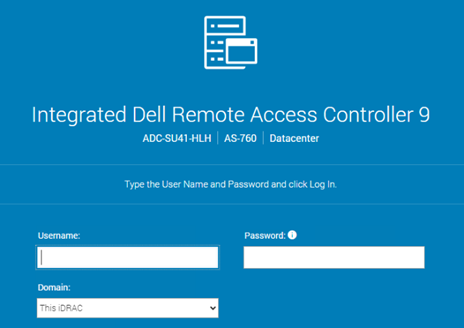 Integrated Dell Remote Access Controller 9
ADC-SU41-HLH | AS-760 | Datacenter
Type the User Name and Password and click Log In.
Username: Password:
Domain:
This iDRAC